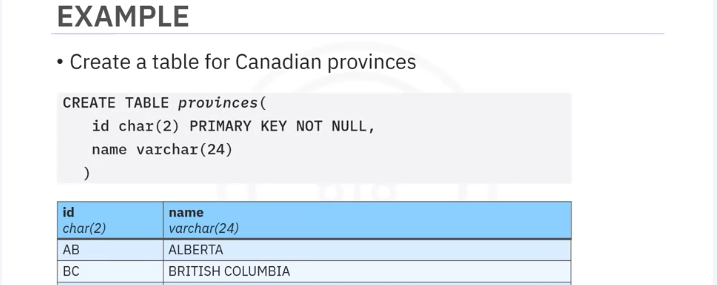 EXAMPLE
• Create a table for Canadian provinces
CREATE TABLE provinces(
id char(2) PRIMARY KEY NOT NULL,
name varchar(24)
)
id name
char(2) varchar(24)
AB ALBERTA
BC BRITISH COLUMBIA